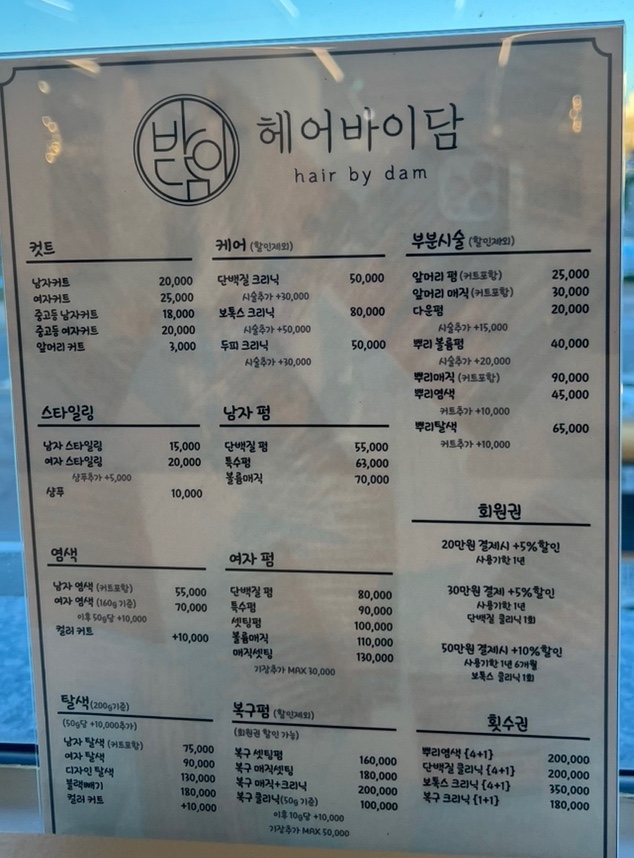 바이담
헤어바이담
hair by dam
컷트
남자커트 20,000
여자커트 25,000
중고등 남자커트 18,000
중고등 여자커트 20,000
앞머리 커트 3,000
스타일링
남자 스타일링 15,000
여자 스타일링 20,000
샴푸추가 +5,000
샴푸 10,000
염색
남자 염색 (커트포함) 55,000
여자 염색 (160g 기준) 70,000
이후 50g당 +10,000
컬러 커트 +10,000
탈색(200g기준)
(50g당 +10,000추가)
남자 탈색 (커트포함) 75,000
여자 탈색 90,000
디자인 탈색 130,000
블랙빼기 180,000
컬러 커트 +10,000
케어 (할인제외)
단백질 크리닉 50,000
시술추가 +30,000
보톡스 크리닉 80,000
시술추가 +50,000
두피 크리닉 50,000
시술추가 +30,000
남자 펌
단백질 펌 55,000
특수펌 63,000
볼륨매직 70,000
여자 펌
단백질 펌 80,000
특수펌 90,000
셋팅펌 100,000
볼륨매직 110,000
매직셋팅 130,000
기장추가 MAX 30,000
복구펌 (할인제외)
(회원권 할인 가능)
복구 셋팅펌 160,000
복구 매직셋팅 180,000
복구 매직+크리닉 200,000
복구 클리닉(50g 기준) 100,000
이후 10g당 +10,000
기장추가 MAX 50,000
부분시술 (할인제외)
앞머리 펌 (커트포함) 25,000
앞머리 매직 (커트포함) 30,000
다운펌 20,000
시술추가 +15,000
뿌리 볼륨펌 40,000
시술추가 +20,000
뿌리매직 (커트포함) 90,000
뿌리염색 45,000
커트추가 +10,000
뿌리탈색 65,000
커트추가 +10,000
회원권
20만원 결제시 +5%할인
사용기한 1년
30만원 결제 +5%할인
사용기한 1년
단백질 클리닉 1회
50만원 결제시 +10%할인
사용기한 1년 6개월
보톡스 클리닉 1회
횟수권
뿌리염색 {4+1} 200,000
단백질 클리닉 {4+1} 200,000
보톡스 크리닉 {4+1} 350,000
복구 크리닉 {1+1} 180,000